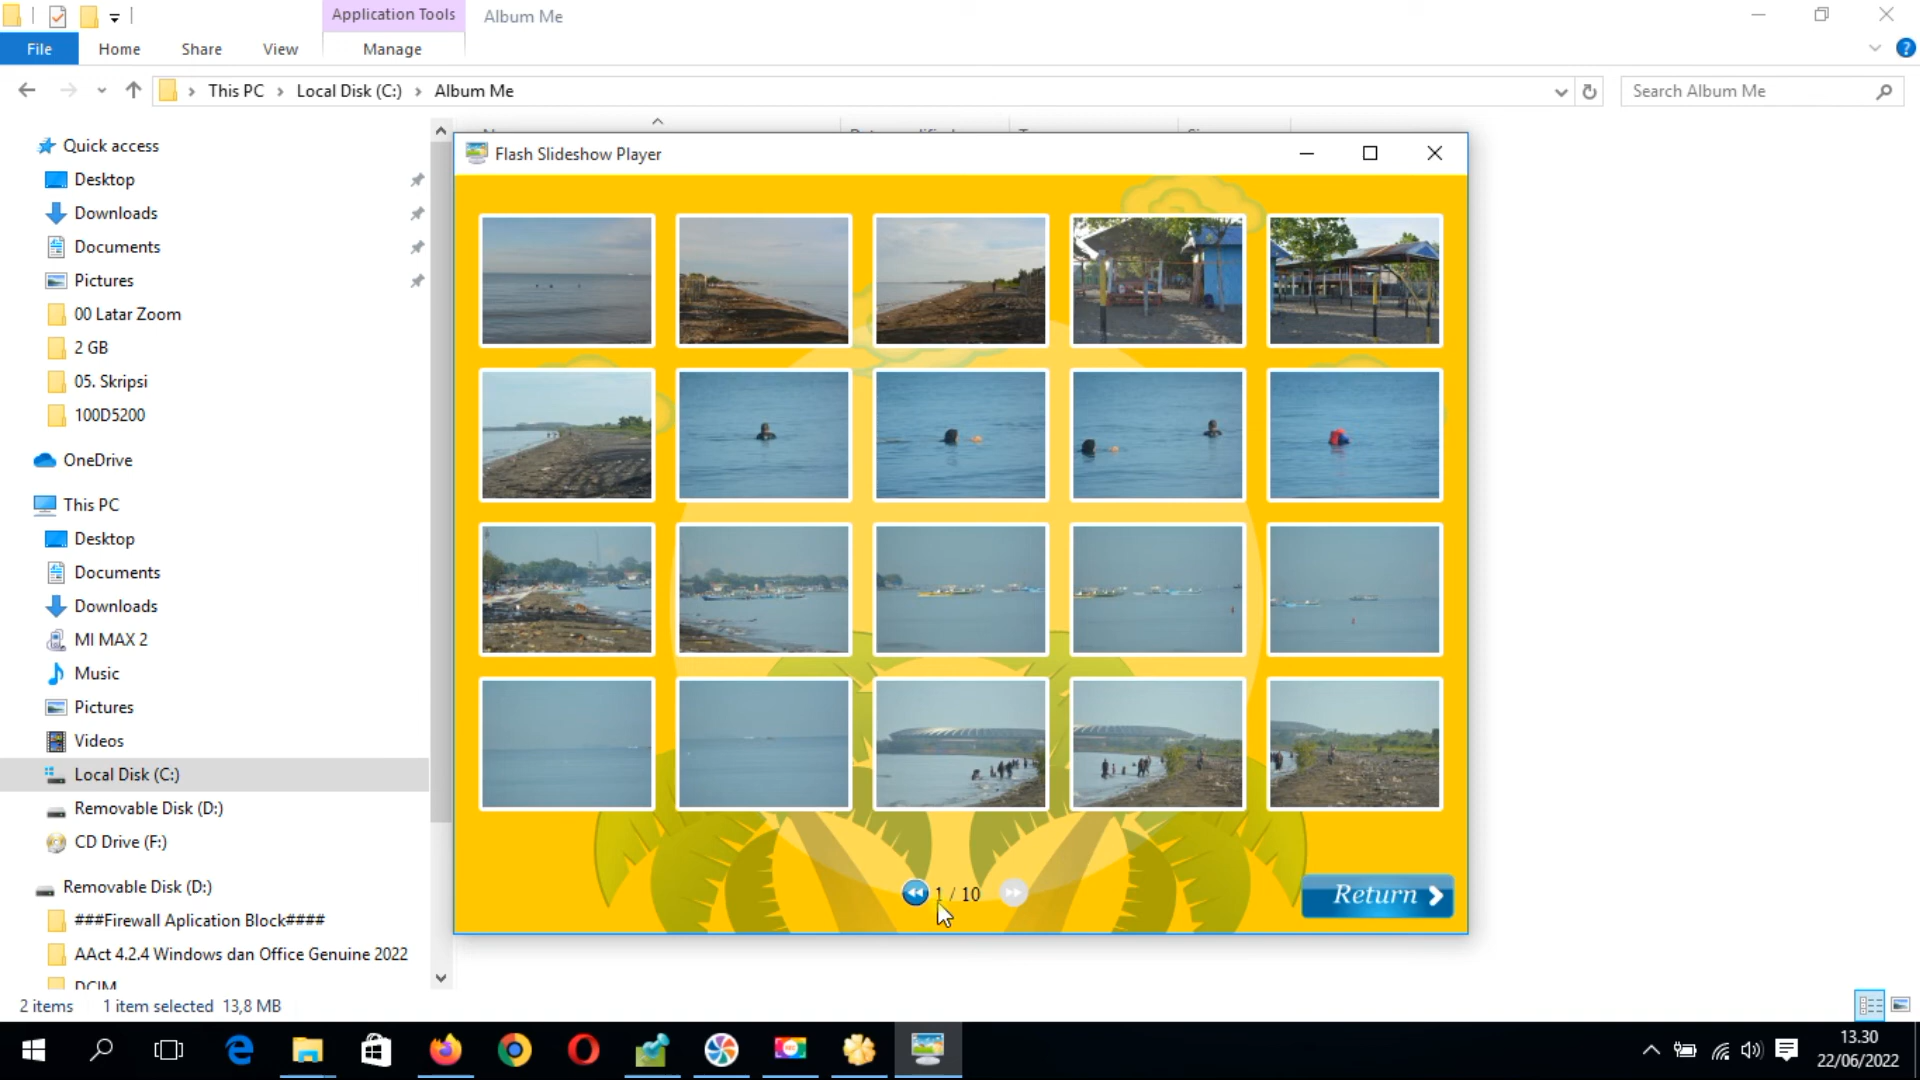 Application Tools
Album Me
File
Home
Share
View
Manage
This PC
Local Disk (C:)
Album Me
Search Album Me
Quick access
Desktop
Downloads
Documents
Pictures
00 Latar Zoom
2 GB
05. Skripsi
100D5200
OneDrive
This PC
Desktop
Documents
Downloads
MI MAX 2
Music
Pictures
Videos
Local Disk (C:)
Removable Disk (D:)
CD Drive (F:)
Removable Disk (D:)
###Firewall Aplication Block####
AAct 4.2.4 Windows dan Office Genuine 2022
DCIM
Flash Slideshow Player
1 / 10
Return
2 items
1 item selected 13,8 MB
13.30
22/06/2022